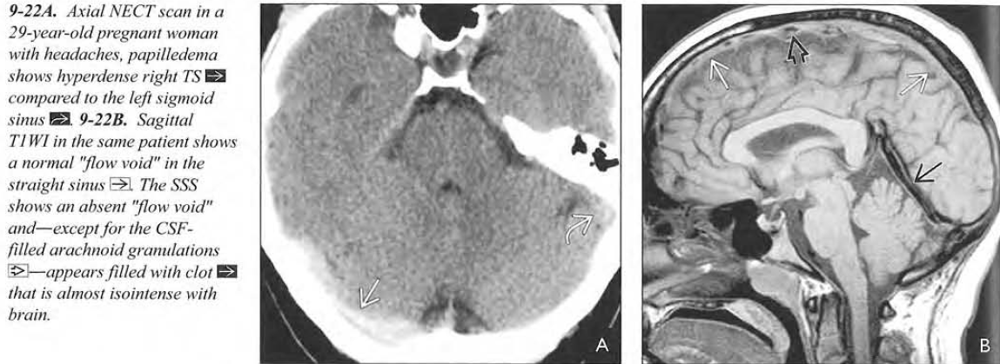 9-22A. Axial NECT scan in a
29-year-old pregnant woman
with headaches, papilledema
shows hyperdense right TS
compared to the left sigmoid
sinus. 9-22B. Sagittal
T1WI in the same patient shows
a normal "flow void" in the
straight sinus. The SSS
shows an absent "flow void"
and—except for the CSF-
filled arachnoid granulations
—appears filled with clot
that is almost isointense with
brain.
A
B